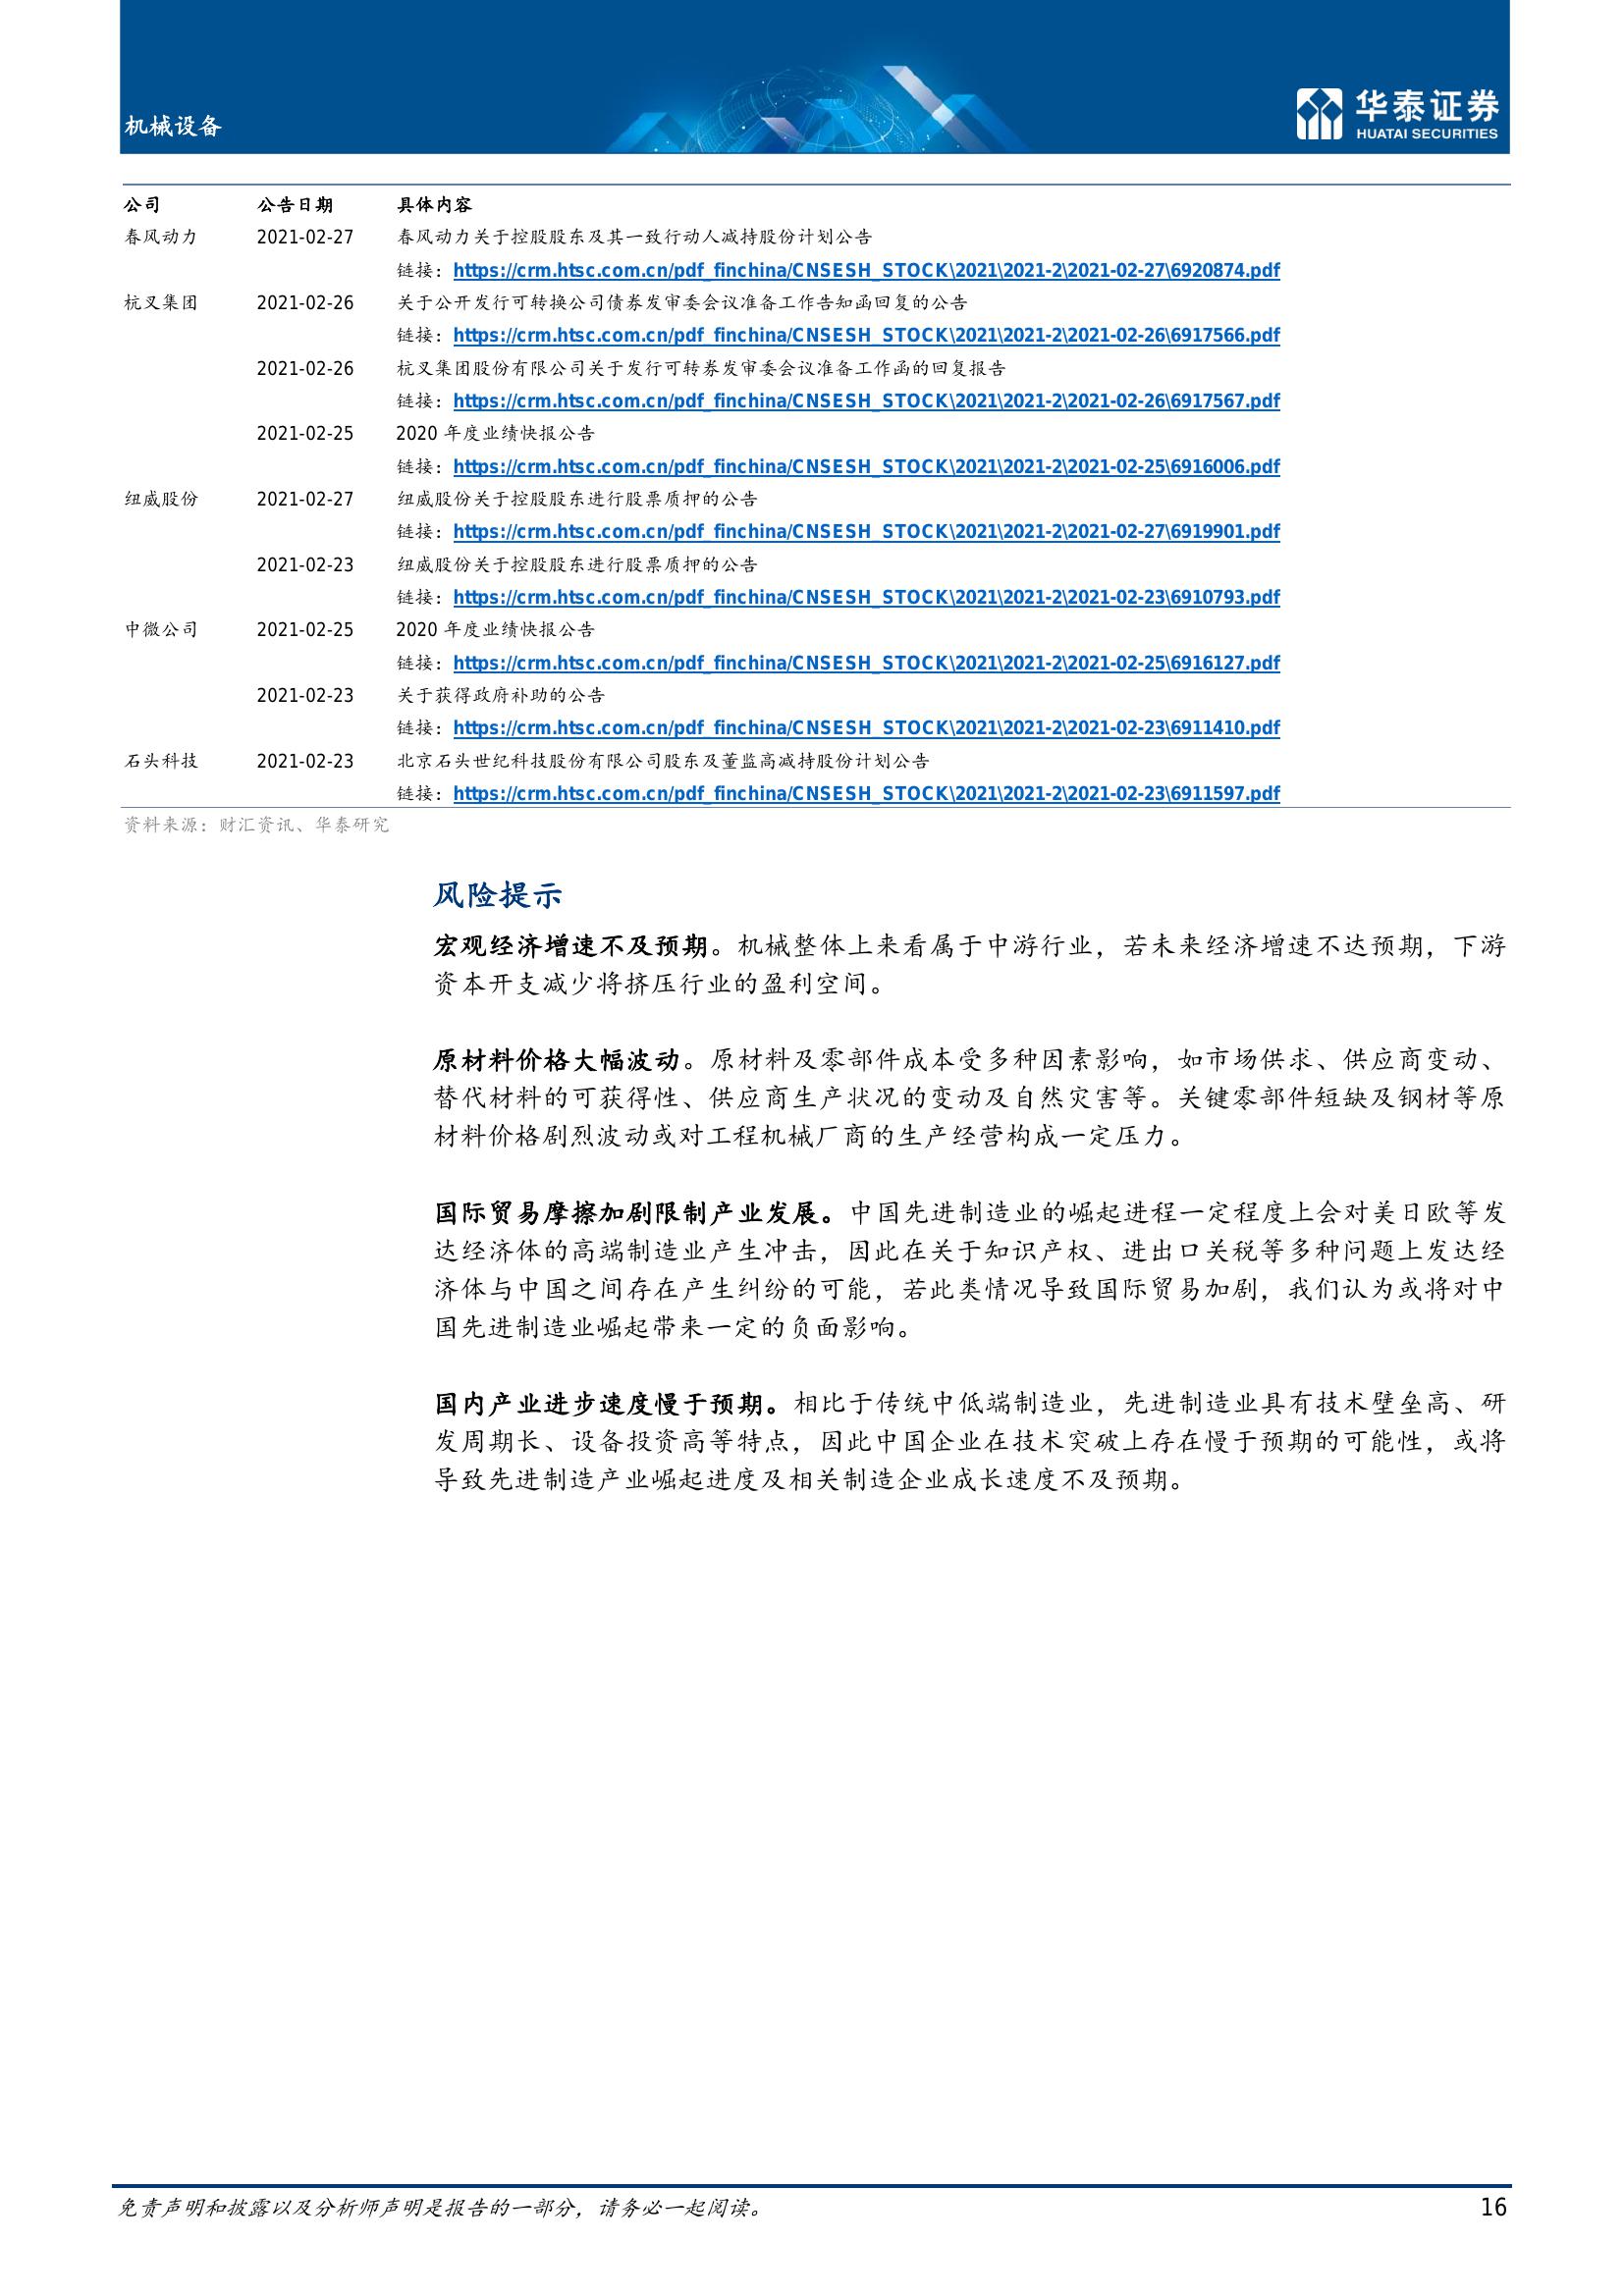 机械设备
华泰证券
HUATAI SECURITIES
公司 公告日期 具体内容
春风动力 2021-02-27 春风动力关于控股股东及其一致行动人减持股份计划公告
链接：https://crm.htsc.com.cn/pdf_finchina/CNSESH_STOCK\2021\2021-2\2021-02-27\6920874.pdf
杭叉集团 2021-02-26 关于公开发行可转换公司债券发审委会议准备工作告知函回复的公告
链接：https://crm.htsc.com.cn/pdf_finchina/CNSESH_STOCK\2021\2021-2\2021-02-26\6917566.pdf
2021-02-26 杭叉集团股份有限公司关于发行可转券发审委会议准备工作函的回复报告
链接：https://crm.htsc.com.cn/pdf_finchina/CNSESH_STOCK\2021\2021-2\2021-02-26\6917567.pdf
2021-02-25 2020 年度业绩快报公告
链接：https://crm.htsc.com.cn/pdf_finchina/CNSESH_STOCK\2021\2021-2\2021-02-25\6916006.pdf
纽威股份 2021-02-27 纽威股份关于控股股东进行股票质押的公告
链接：https://crm.htsc.com.cn/pdf_finchina/CNSESH_STOCK\2021\2021-2\2021-02-27\6919901.pdf
2021-02-23 纽威股份关于控股股东进行股票质押的公告
链接：https://crm.htsc.com.cn/pdf_finchina/CNSESH_STOCK\2021\2021-2\2021-02-23\6910793.pdf
中微公司 2021-02-25 2020 年度业绩快报公告
链接：https://crm.htsc.com.cn/pdf_finchina/CNSESH_STOCK\2021\2021-2\2021-02-25\6916127.pdf
2021-02-23 关于获得政府补助的公告
链接：https://crm.htsc.com.cn/pdf_finchina/CNSESH_STOCK\2021\2021-2\2021-02-23\6911410.pdf
石头科技 2021-02-23 北京石头世纪科技股份有限公司股东及董监高减持股份计划公告
链接：https://crm.htsc.com.cn/pdf_finchina/CNSESH_STOCK\2021\2021-2\2021-02-23\6911597.pdf
资料来源：财汇资讯、华泰研究
风险提示
宏观经济增速不及预期。机械整体上来看属于中游行业，若未来经济增速不达预期，下游
资本开支减少将挤压行业的盈利空间。
原材料价格大幅波动。原材料及零部件成本受多种因素影响，如市场供求、供应商变动、
替代材料的可获得性、供应商生产状况的变动及自然灾害等。关键零部件短缺及钢材等原
材料价格剧烈波动或对工程机械厂商的生产经营构成一定压力。
国际贸易摩擦加剧限制产业发展。中国先进制造业的崛起进程一定程度上会对美日欧等发
达经济体的高端制造业产生冲击，因此在关于知识产权、进出口关税等多种问题上发达经
济体与中国之间存在产生纠纷的可能，若此类情况导致国际贸易加剧，我们认为或将对中
国先进制造业崛起带来一定的负面影响。
国内产业进步速度慢于预期。相比于传统中低端制造业，先进制造业具有技术壁垒高、研
发周期长、设备投资高等特点，因此中国企业在技术突破上存在慢于预期的可能性，或将
导致先进制造产业崛起进度及相关制造企业成长速度不及预期。
免责声明和披露以及分析师声明是报告的一部分，请务必一起阅读。 16